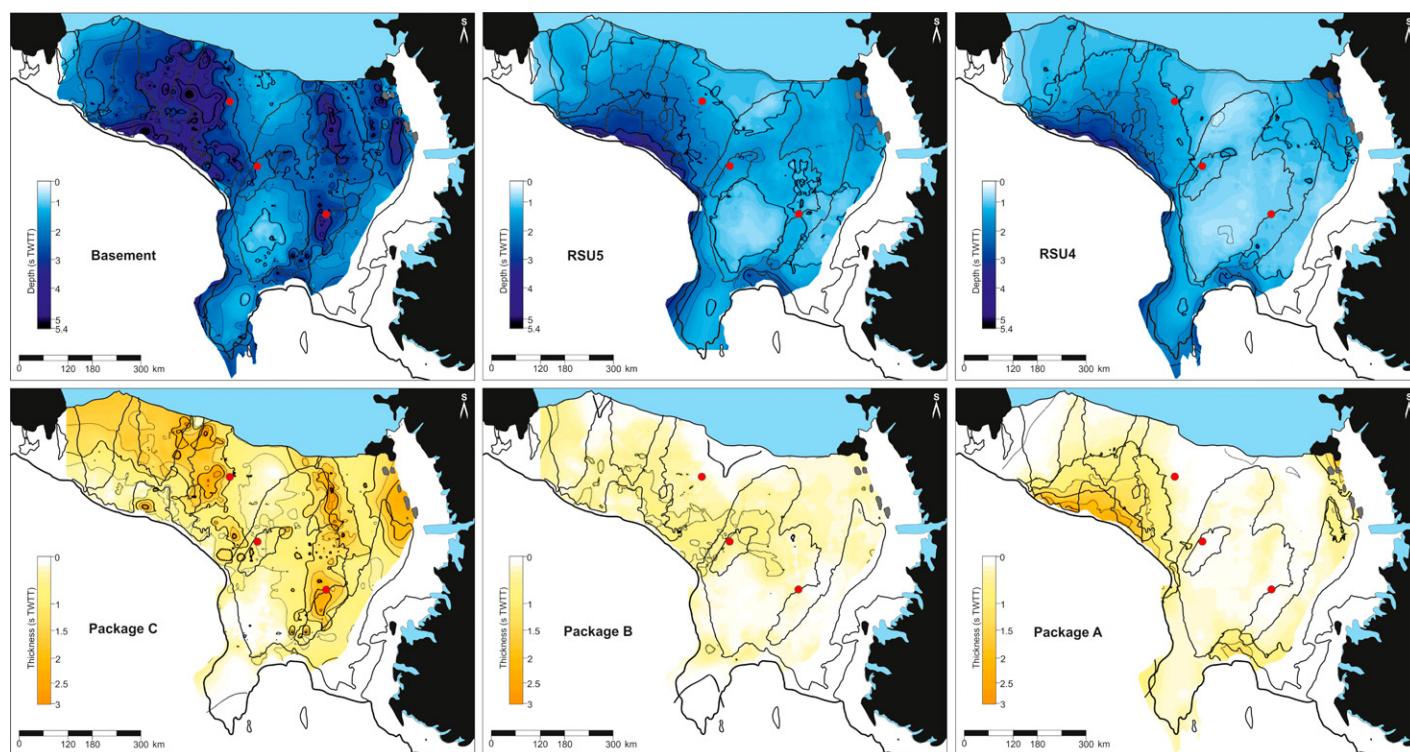 S
0
1
2
3
4
5
5.4
Depth (s TWTT)
Basement
0 120 180 300 km
S
0
1
2
3
4
5
5.4
Depth (s TWTT)
RSU5
0 120 180 300 km
S
0
1
2
3
4
5
5.4
Depth (s TWTT)
RSU4
0 120 180 300 km
S
0
1
1.5
2
2.5
3
Thickness (s TWTT)
Package C
0 120 180 300 km
S
0
1
1.5
2
2.5
3
Thickness (s TWTT)
Package B
0 120 180 300 km
S
0
1
1.5
2
2.5
3
Thickness (s TWTT)
Package A
0 120 180 300 km